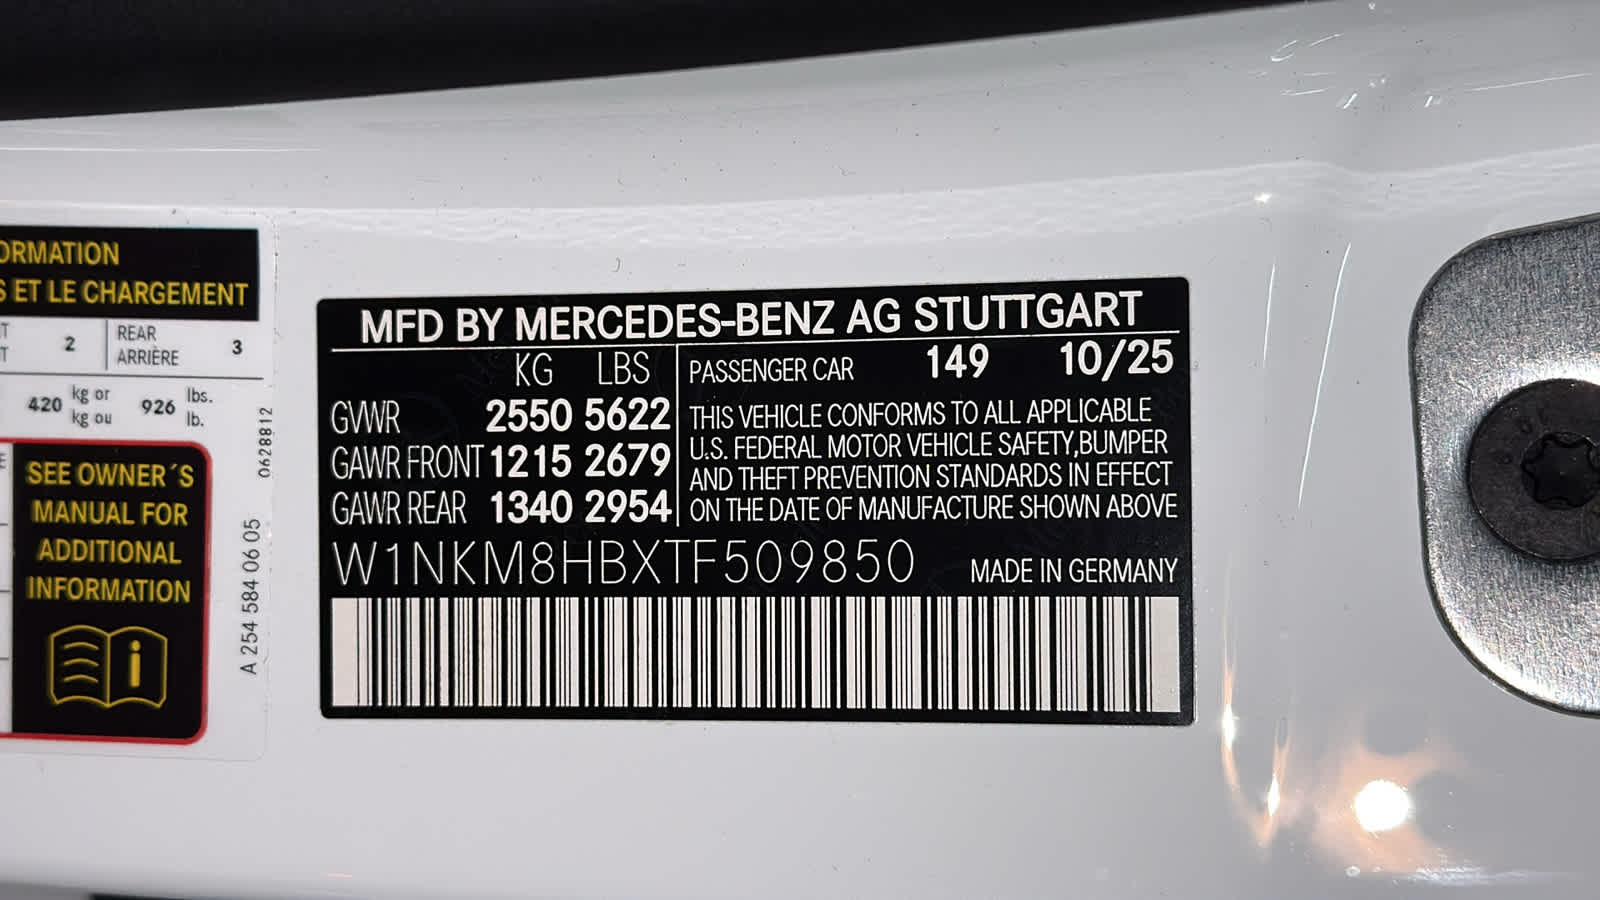 ORMATION
S ET LE CHARGEMENT
T
T
2
REAR
ARRIÈRE
3
420 kg or
kg ou
926 lbs.
lb.
SEE OWNER´S
MANUAL FOR
ADDITIONAL
INFORMATION
i
0628812
A 254 584 06 05
MFD BY MERCEDES-BENZ AG STUTTGART
KG LBS
GVWR 2550 5622
GAWR FRONT 1215 2679
GAWR REAR 1340 2954
PASSENGER CAR 149 10/25
THIS VEHICLE CONFORMS TO ALL APPLICABLE
U.S. FEDERAL MOTOR VEHICLE SAFETY,BUMPER
AND THEFT PREVENTION STANDARDS IN EFFECT
ON THE DATE OF MANUFACTURE SHOWN ABOVE
W1NKM8HBXTF509850
MADE IN GERMANY